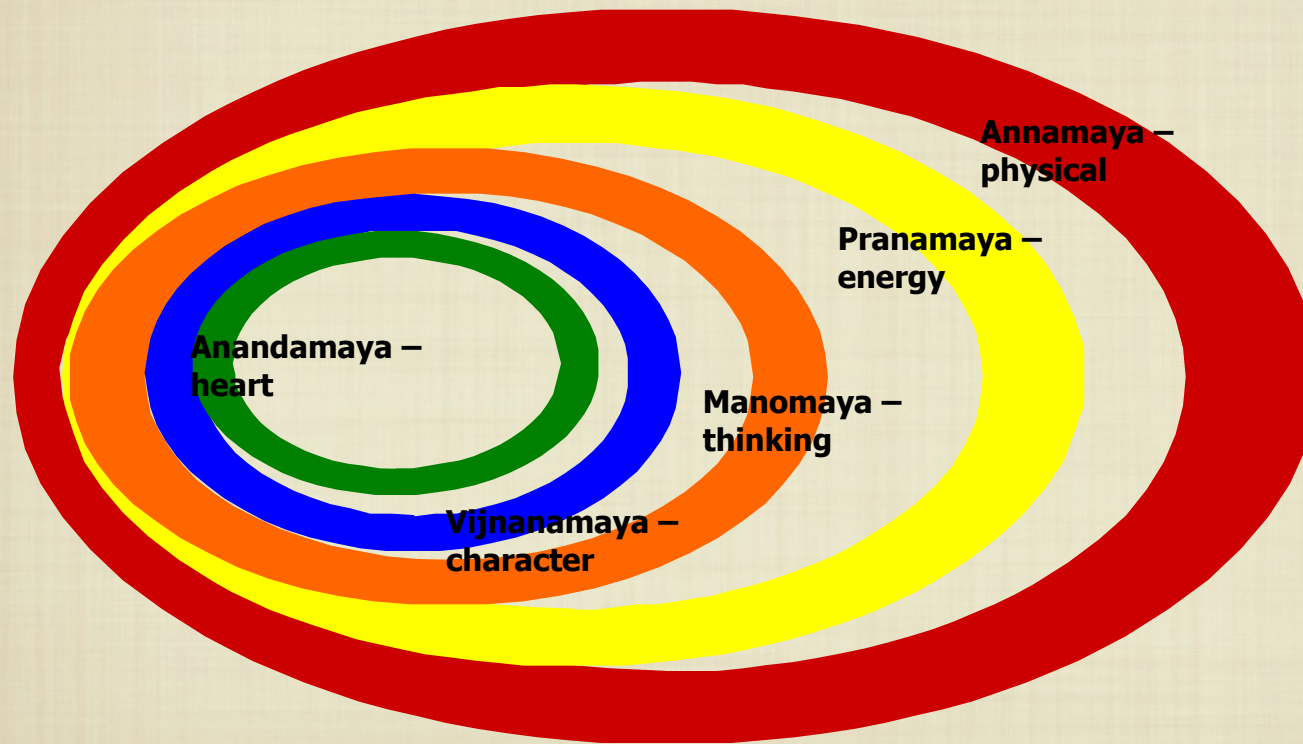 Annamaya –
physical
Pranamaya –
energy
Anandamaya –
heart
Manomaya –
thinking
Vijnanamaya –
character